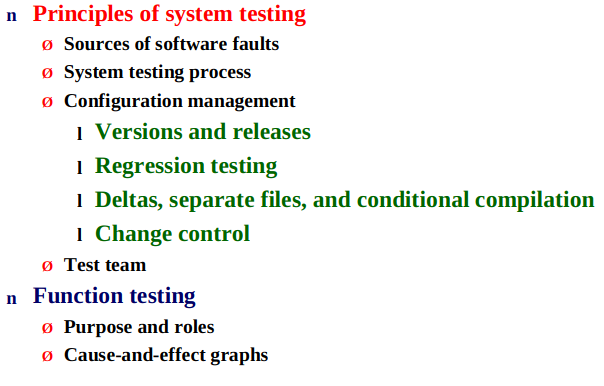 n Principles of system testing
Ø Sources of software faults
Ø System testing process
Ø Configuration management
l Versions and releases
l Regression testing
l Deltas, separate files, and conditional compilation
l Change control
Ø Test team
n Function testing
Ø Purpose and roles
Ø Cause-and-effect graphs